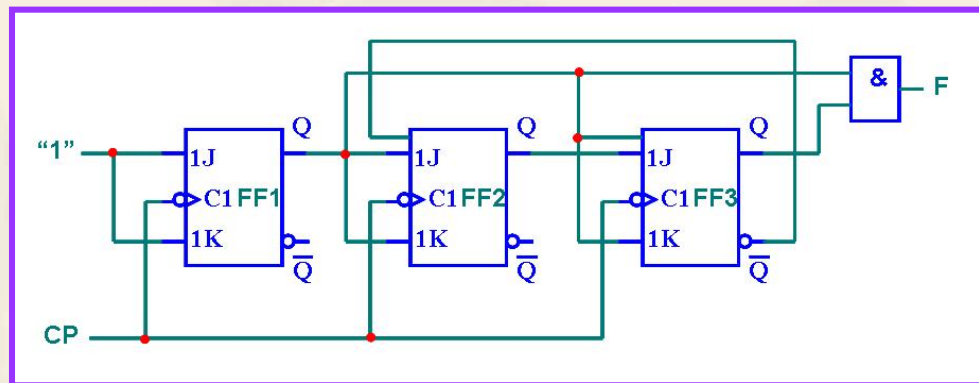 &
F
Q Q Q
“1” 1J 1J 1J
C1 FF1 C1 FF2 C1 FF3
1K 1K 1K
Q̅ Q̅ Q̅
CP